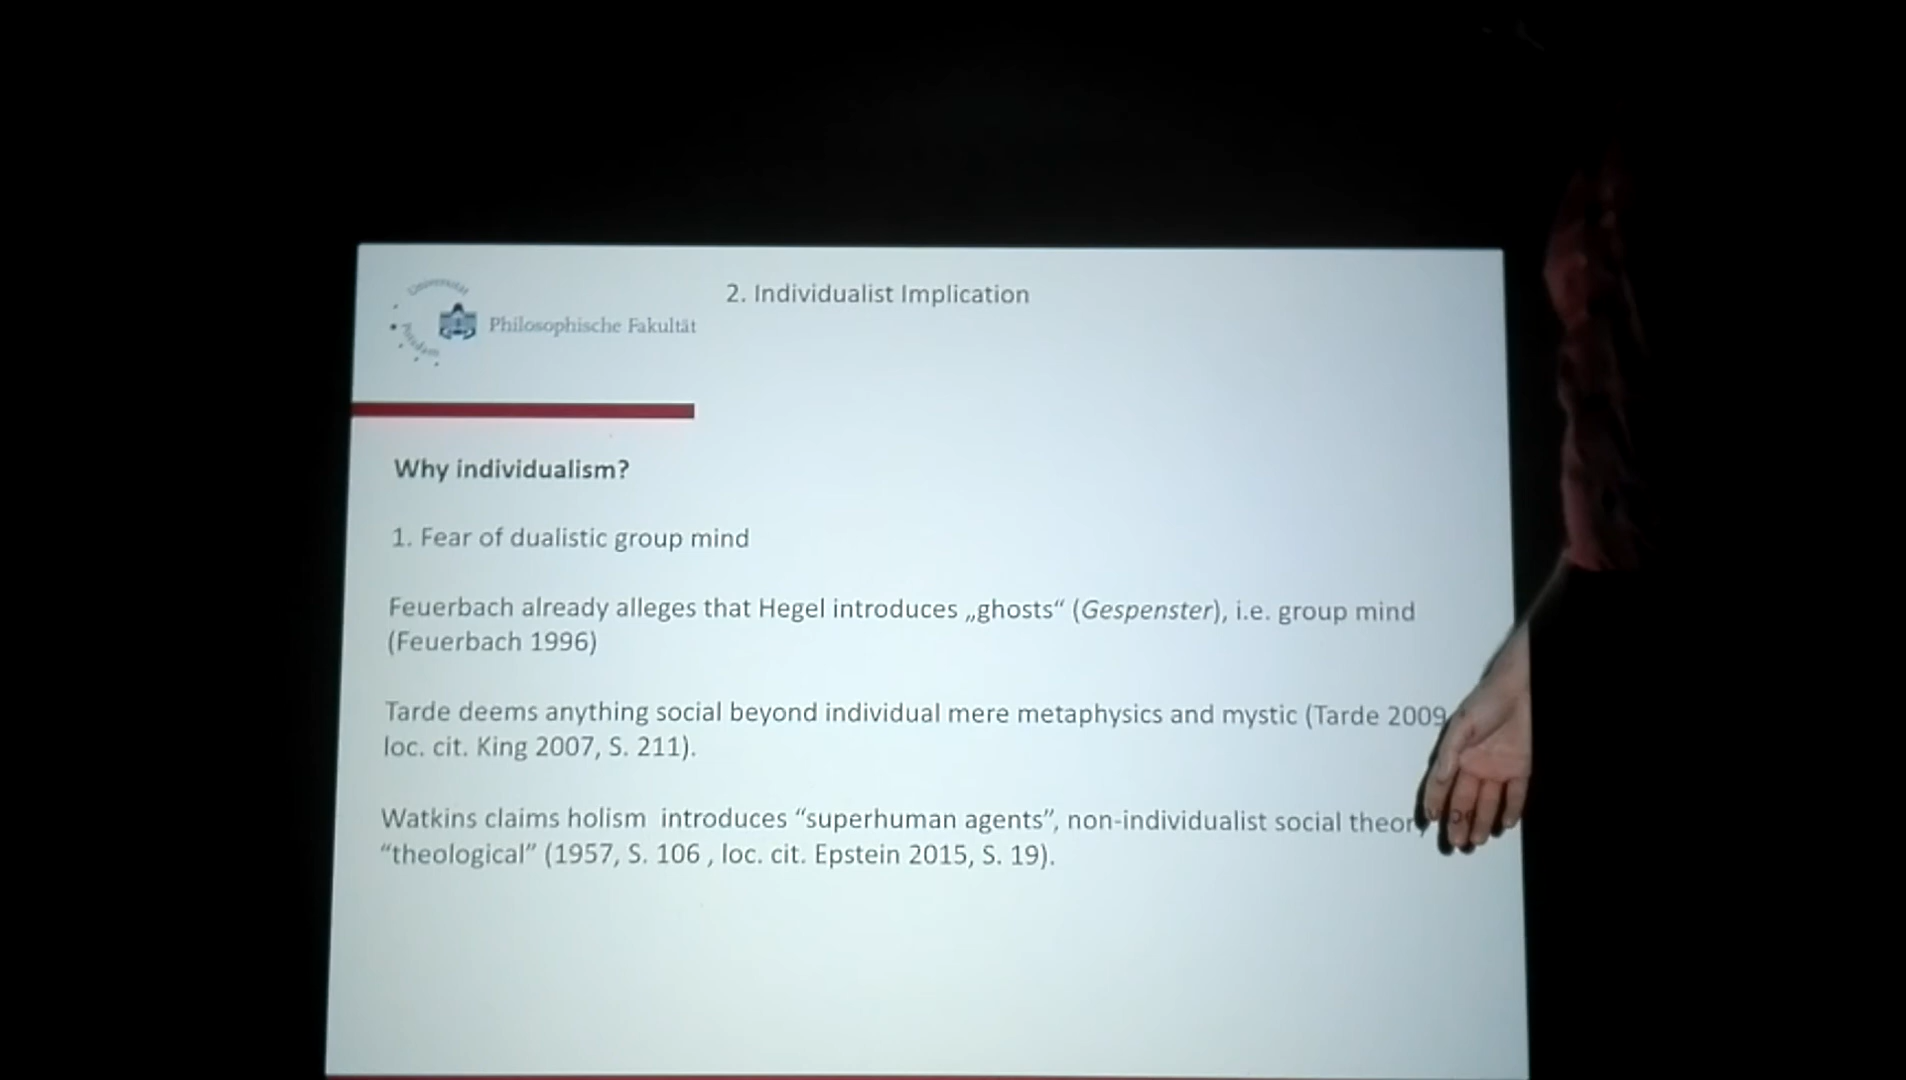 2. Individualist Implication
Universität
Potsdam
Philosophische Fakultät
Why individualism?
1. Fear of dualistic group mind
Feuerbach already alleges that Hegel introduces „ghosts“ (Gespenster), i.e. group mind
(Feuerbach 1996)
Tarde deems anything social beyond individual mere metaphysics and mystic (Tarde 2009
loc. cit. King 2007, S. 211).
Watkins claims holism introduces “superhuman agents”, non-individualist social theory
“theological” (1957, S. 106 , loc. cit. Epstein 2015, S. 19).